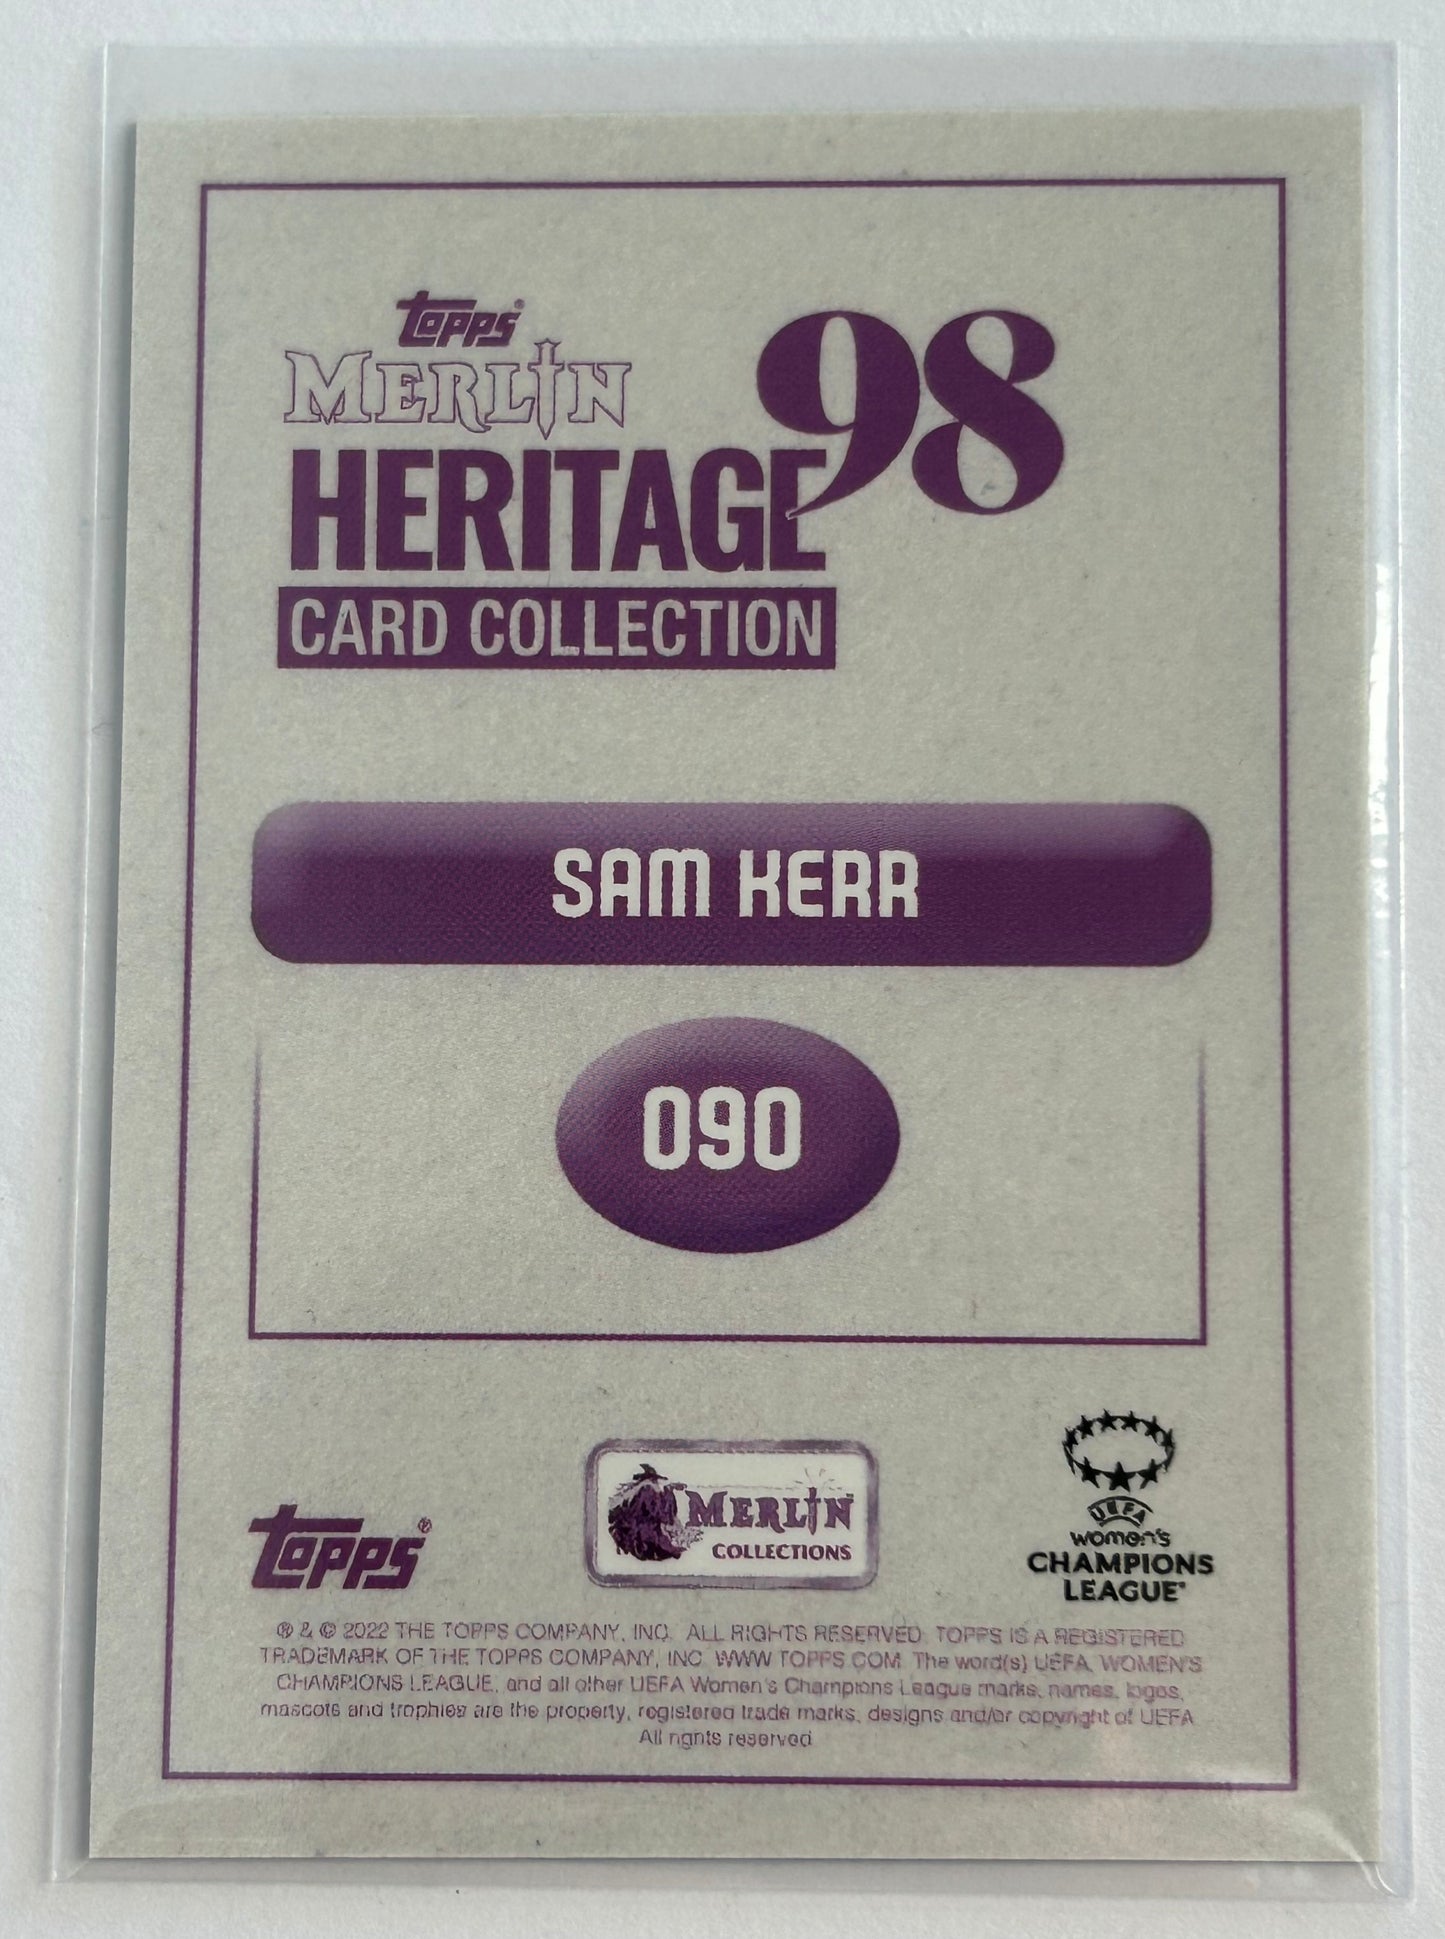 topps®
MERLIN 98
HERITAGE
CARD COLLECTION
SAM KERR
090
topps®
MERLIN
COLLECTIONS
UEFA
women's
CHAMPIONS
LEAGUE
® & © 2022 THE TOPPS COMPANY, INC. ALL RIGHTS RESERVED. TOPPS IS A REGISTERED
TRADEMARK OF THE TOPPS COMPANY, INC. WWW.TOPPS.COM. The word(s) UEFA, WOMEN'S
CHAMPIONS LEAGUE, and all other UEFA Women's Champions League marks, names, logos,
mascots and trophies are the property, registered trade marks, designs and/or copyright of UEFA.
All rights reserved.